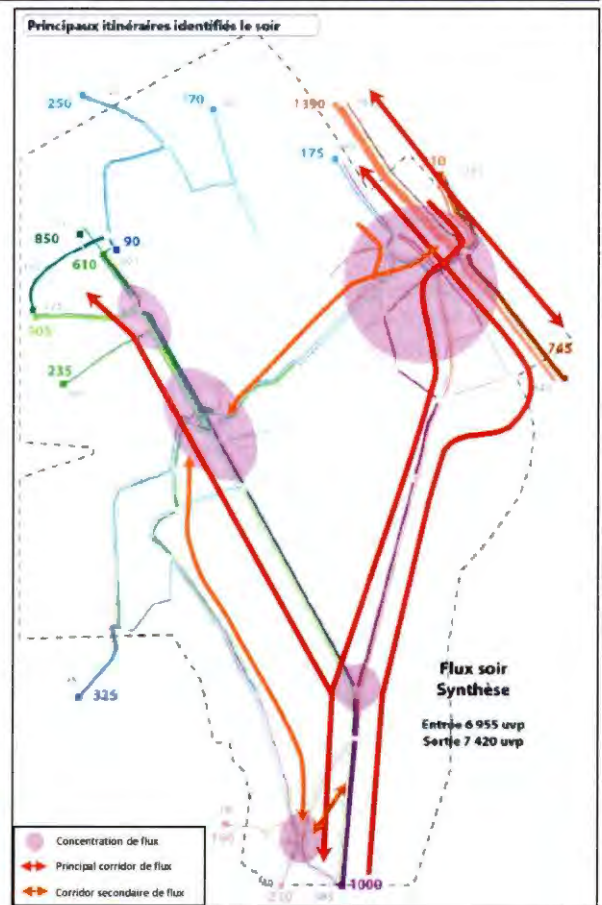 Principaux itinéraires identifiés le soir
250
70
1390
175
10
850
90
610
905
235
745
325
Flux soir
Synthèse
Entrée 6 955 uvp
Sortie 7 420 uvp
1000
Concentration de flux
Principal corridor de flux
Corridor secondaire de flux